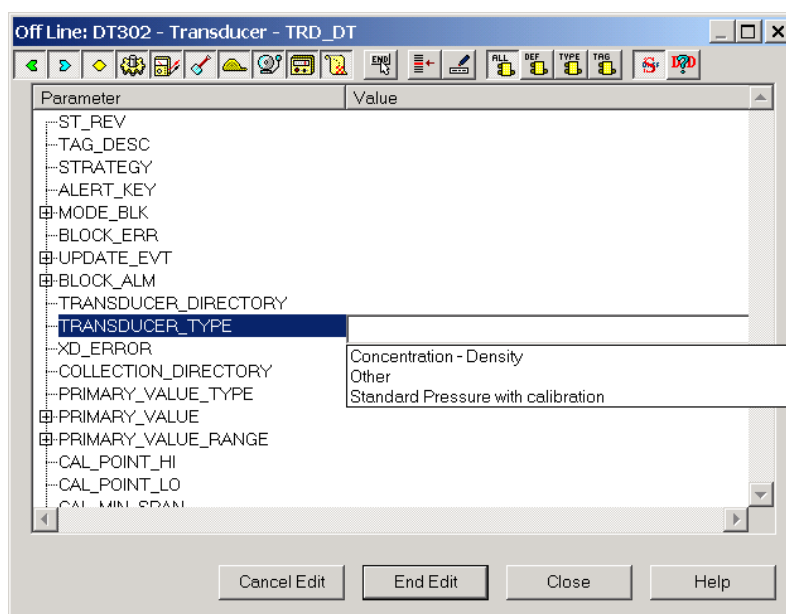 Off Line: DT302 - Transducer - TRD_DT
END ALL DEF TYPE TAG
Parameter Value
ST_REV
TAG_DESC
STRATEGY
ALERT_KEY
MODE_BLK
BLOCK_ERR
UPDATE_EVT
BLOCK_ALM
TRANSDUCER_DIRECTORY
TRANSDUCER_TYPE
XD_ERROR
Concentration - Density
COLLECTION_DIRECTORY
Other
PRIMARY_VALUE_TYPE
Standard Pressure with calibration
PRIMARY_VALUE
PRIMARY_VALUE_RANGE
CAL_POINT_HI
CAL_POINT_LO
CAL_MIN_SPAN
Cancel Edit End Edit Close Help